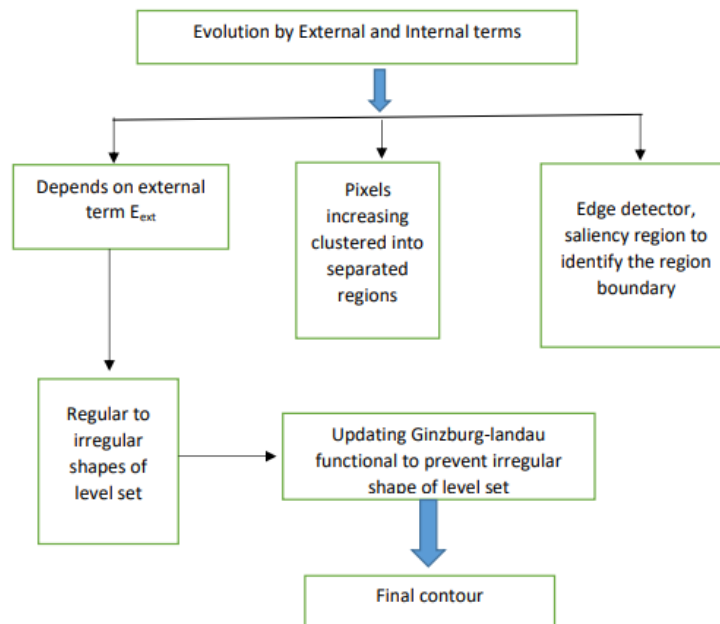 Evolution by External and Internal terms
Depends on external
term Eext
Pixels
increasing
clustered into
separated
regions
Edge detector,
saliency region to
identify the region
boundary
Regular to
irregular
shapes of
level set
Updating Ginzburg-landau
functional to prevent irregular
shape of level set
Final contour